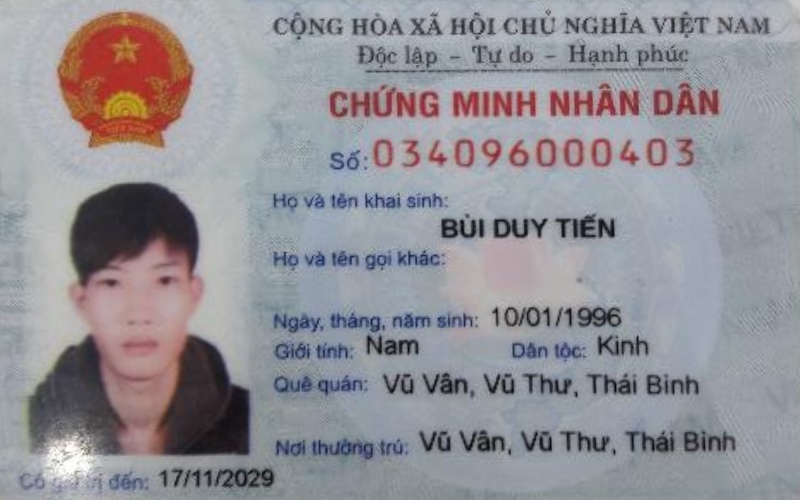 CỘNG HÒA XÃ HỘI CHỦ NGHĨA VIỆT NAM
Độc lập – Tự do – Hạnh phúc
CHỨNG MINH NHÂN DÂN
Số: 034096000403
Họ và tên khai sinh:
BÙI DUY TIẾN
Họ và tên gọi khác:
Ngày, tháng, năm sinh: 10/01/1996
Giới tính: Nam Dân tộc: Kinh
Quê quán: Vũ Vân, Vũ Thư, Thái Bình
Nơi thường trú: Vũ Vân, Vũ Thư, Thái Bình
Có giá trị đến: 17/11/2029